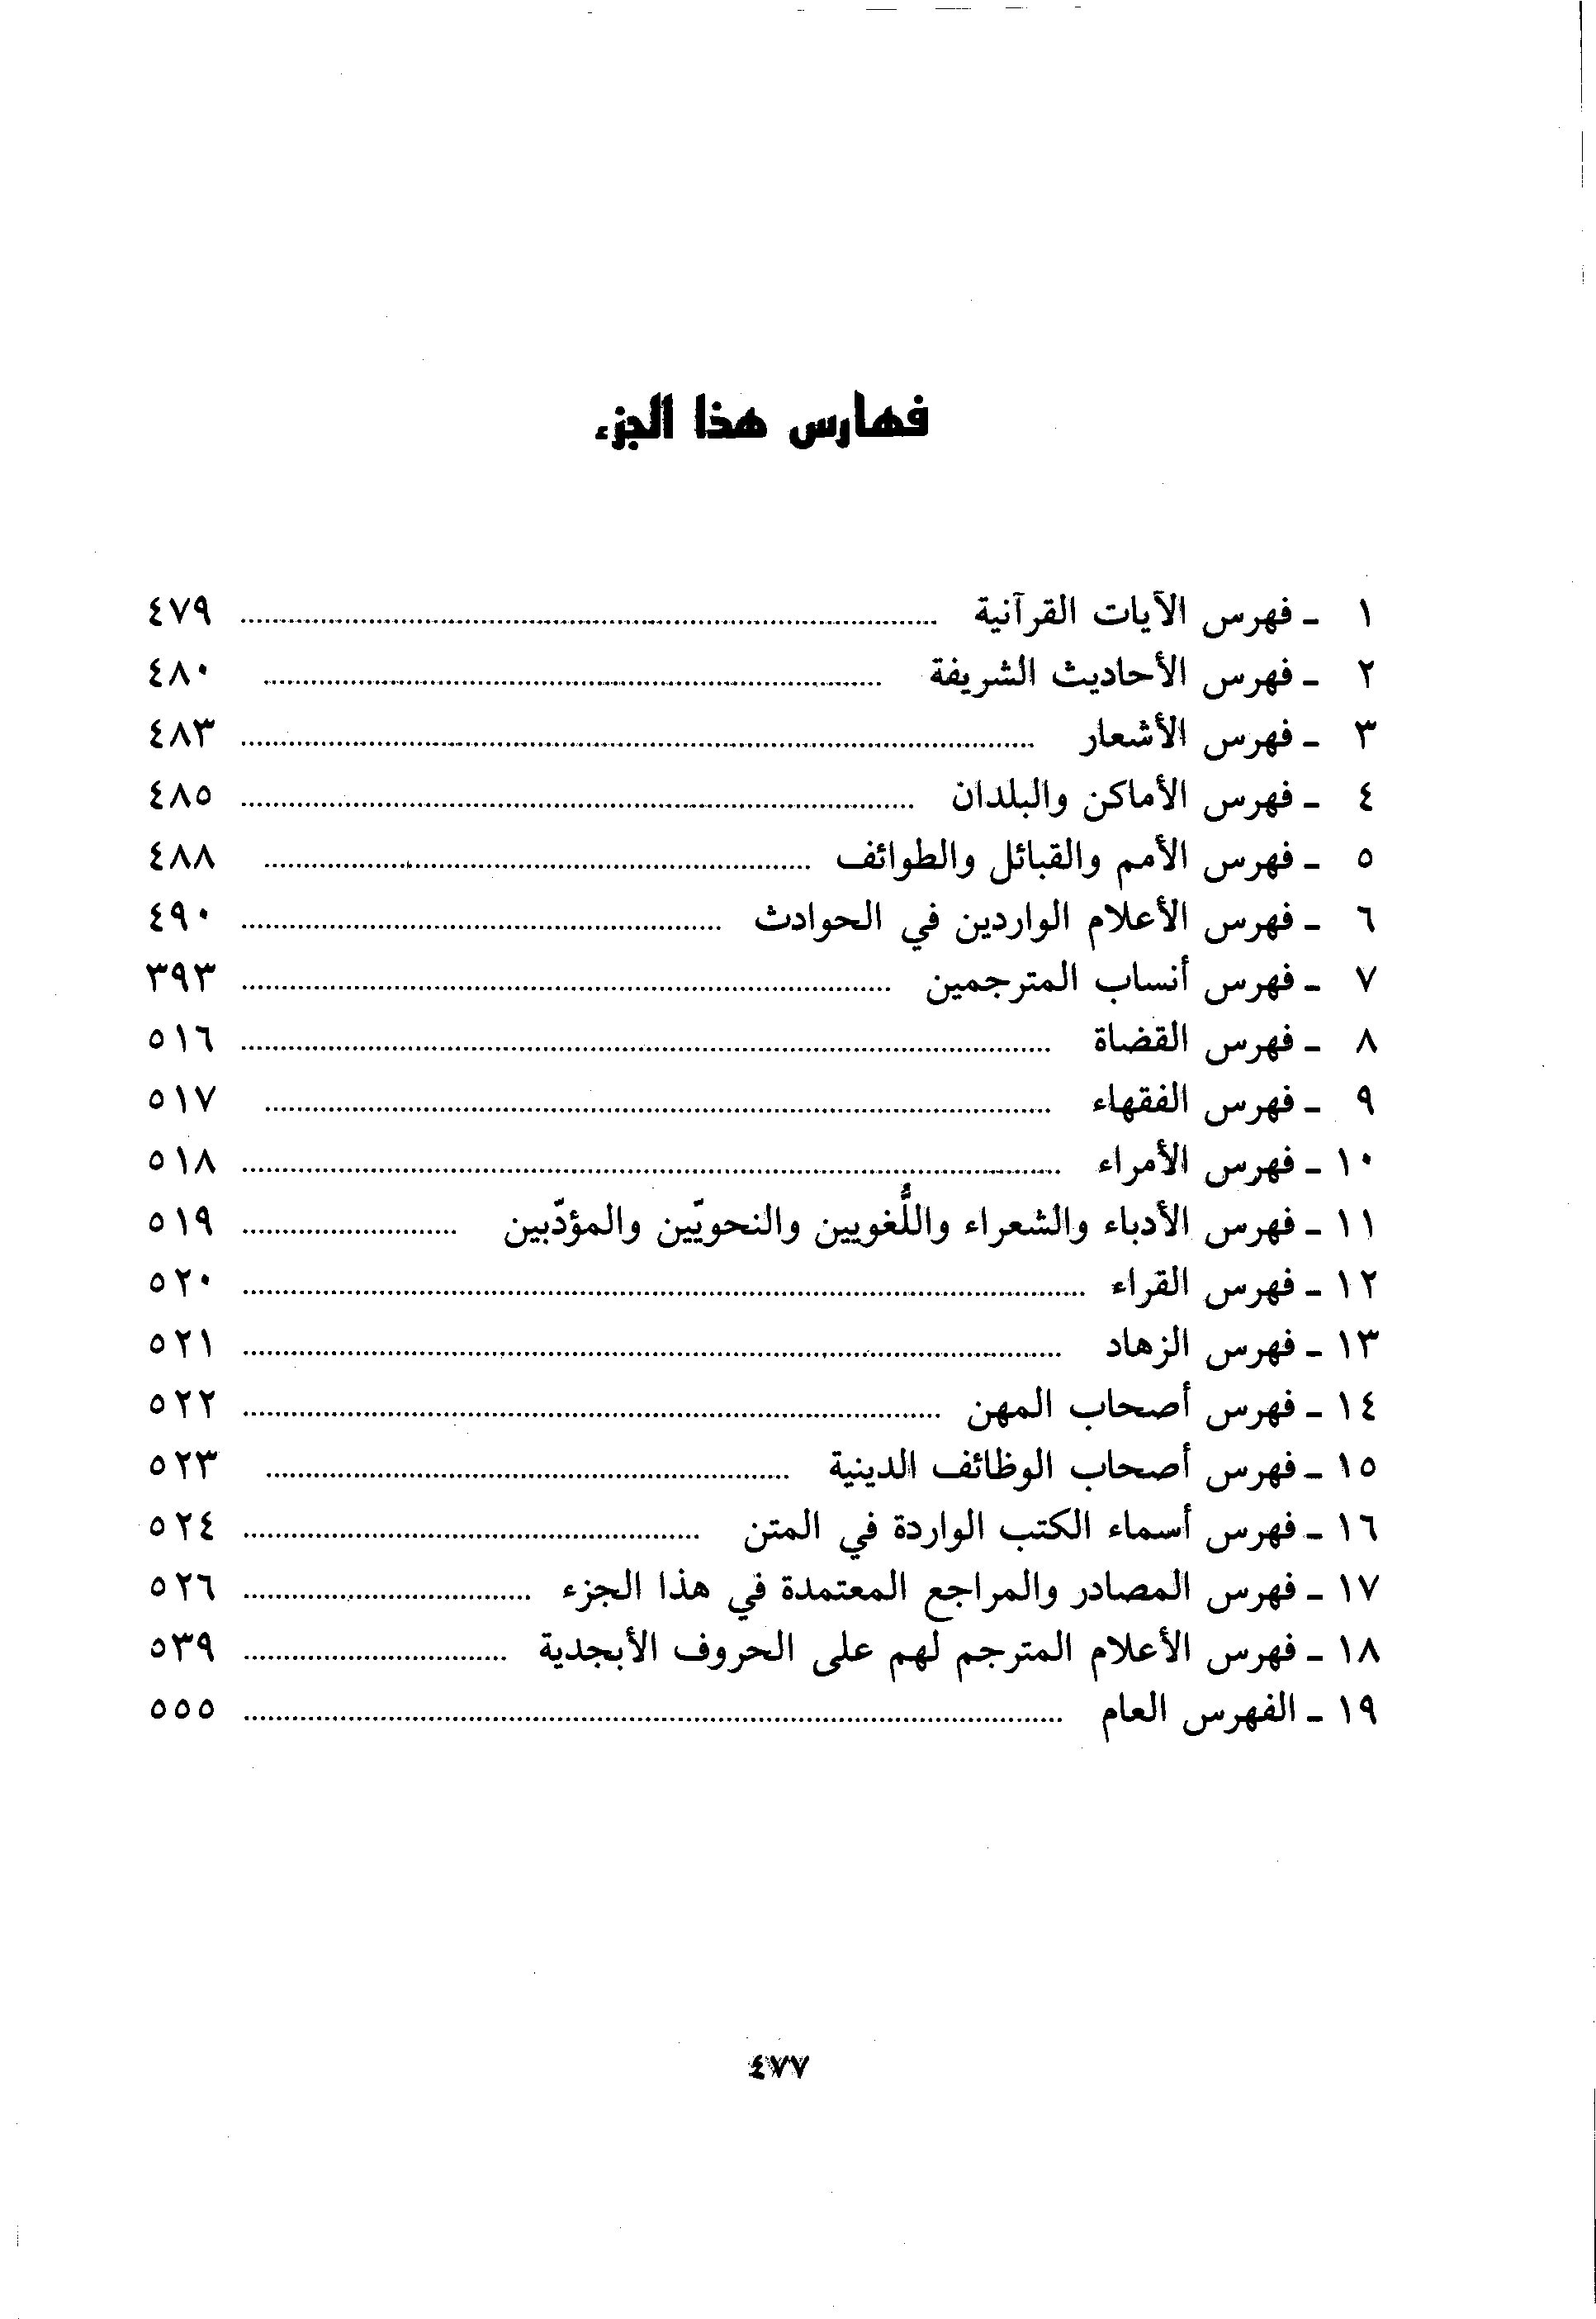 فهارس هذا الجزء
١ - فهرس الآيات القرآنية ........ ٤٧٩
٢ - فهرس الأحاديث الشريفة ........ ٤٨٠
٣ - فهرس الأشعار ........ ٤٨٣
٤ - فهرس الأماكن والبلدان ........ ٤٨٥
٥ - فهرس الأمم والقبائل والطوائف ........ ٤٨٨
٦ - فهرس الأعلام الواردين في الحوادث ........ ٤٩٠
٧ - فهرس أنساب المترجمين ........ ٣٩٣
٨ - فهرس القضاة ........ ٥١٦
٩ - فهرس الفقهاء ........ ٥١٧
١٠ - فهرس الأمراء ........ ٥١٨
١١ - فهرس الأدباء والشعراء واللُّغويين والنحويّين والمؤدّبين ........ ٥١٩
١٢ - فهرس القراء ........ ٥٢٠
١٣ - فهرس الزهاد ........ ٥٢١
١٤ - فهرس أصحاب المهن ........ ٥٢٢
١٥ - فهرس أصحاب الوظائف الدينية ........ ٥٢٣
١٦ - فهرس أسماء الكتب الواردة في المتن ........ ٥٢٤
١٧ - فهرس المصادر والمراجع المعتمدة في هذا الجزء ........ ٥٢٦
١٨ - فهرس الأعلام المترجم لهم على الحروف الأبجدية ........ ٥٣٩
١٩ - الفهرس العام ........ ٥٥٥
٤٧٧